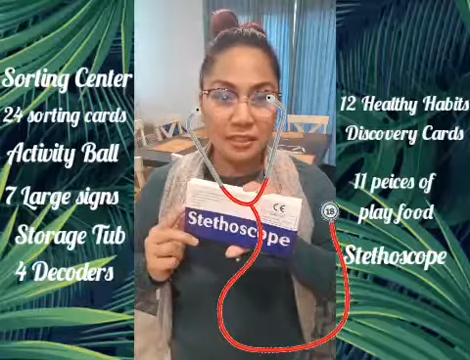 Sorting Center
24 sorting cards
Activity Ball
7 Large signs
Storage Tub
4 Decoders
Stethoscope
CE
18
12 Healthy Habits
Discovery Cards
11 peices of
play food
Stethoscope